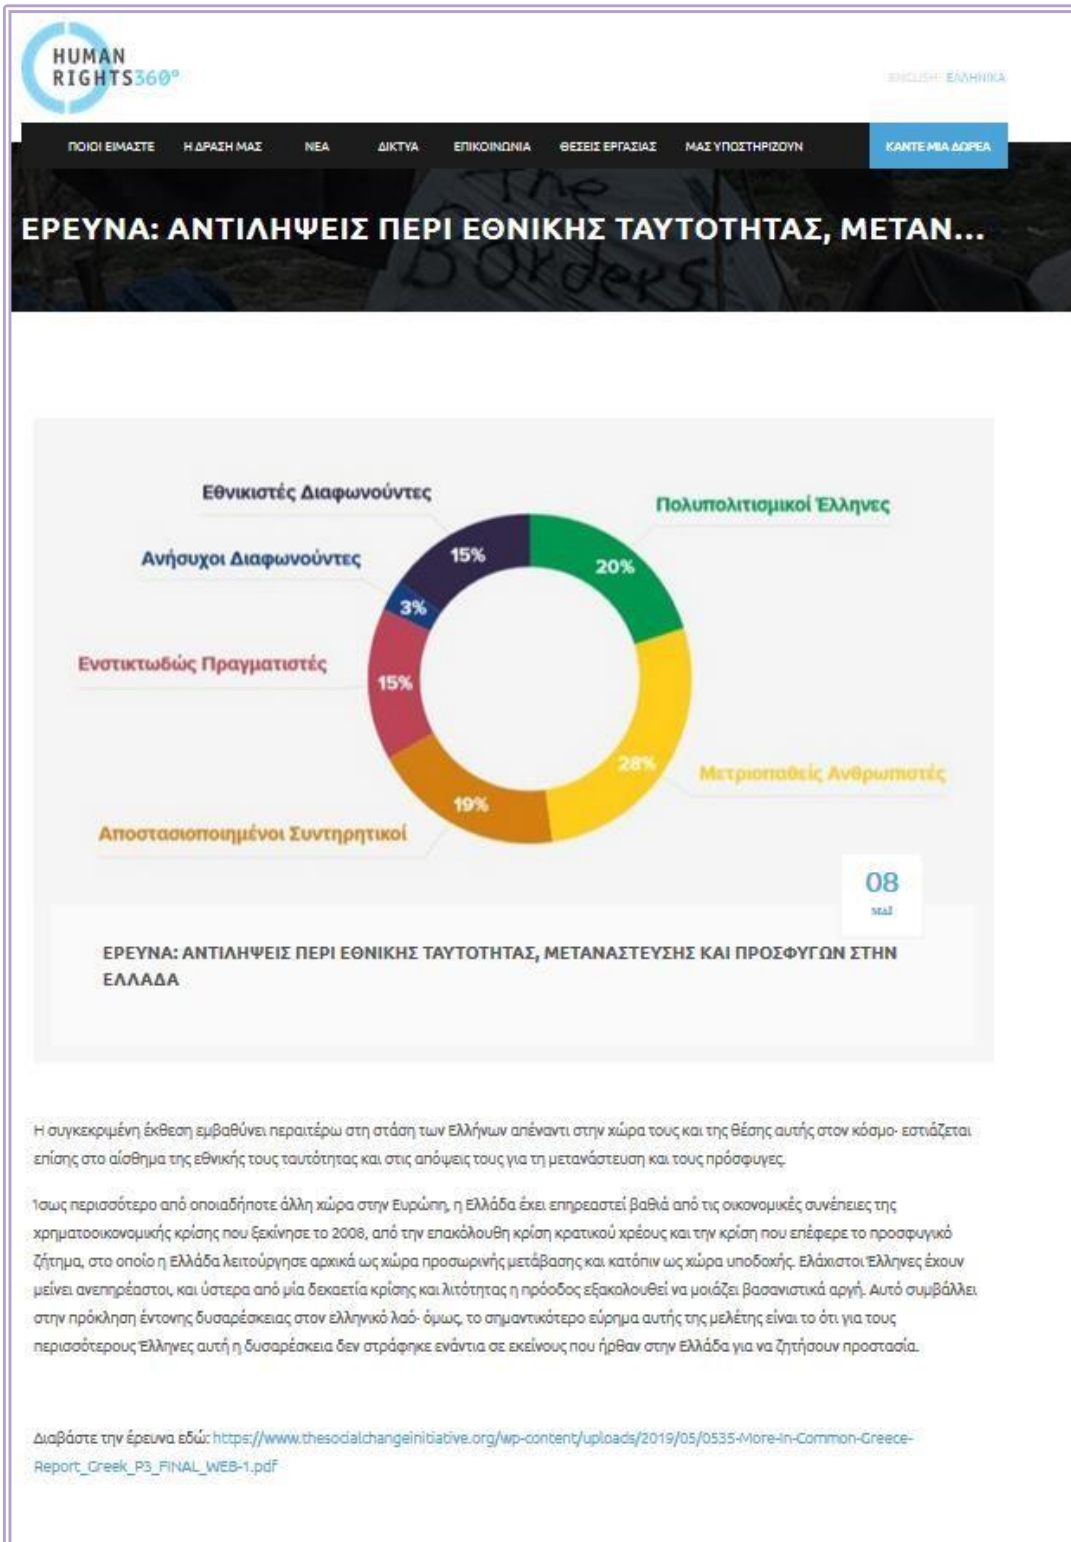 HUMAN
RIGHTS360°
ENGLISH ΕΛΛΗΝΙΚΑ
ΠΟΙΟΙ ΕΙΜΑΣΤΕ Η ΔΡΑΣΗ ΜΑΣ ΝΕΑ ΔΙΚΤΥΑ ΕΠΙΚΟΙΝΩΝΙΑ ΘΕΣΕΙΣ ΕΡΓΑΣΙΑΣ ΜΑΣ ΥΠΟΣΤΗΡΙΖΟΥΝ ΚΑΝΤΕ ΜΙΑ ΔΩΡΕΑ
The
Borders
ΕΡΕΥΝΑ: ΑΝΤΙΛΗΨΕΙΣ ΠΕΡΙ ΕΘΝΙΚΗΣ ΤΑΥΤΟΤΗΤΑΣ, ΜΕΤΑΝ...
Εθνικιστές Διαφωνούντες
Πολυπολιτισμικοί Έλληνες
15%
20%
Ανήσυχοι Διαφωνούντες
3%
Ενστικτωδώς Πραγματιστές
15%
28%
Μετριοπαθείς Ανθρωπιστές
19%
Αποστασιοποιημένοι Συντηρητικοί
08
ΜΑΪ
ΕΡΕΥΝΑ: ΑΝΤΙΛΗΨΕΙΣ ΠΕΡΙ ΕΘΝΙΚΗΣ ΤΑΥΤΟΤΗΤΑΣ, ΜΕΤΑΝΑΣΤΕΥΣΗΣ ΚΑΙ ΠΡΟΣΦΥΓΩΝ ΣΤΗΝ
ΕΛΛΑΔΑ
Η συγκεκριμένη έκθεση εμβαθύνει περαιτέρω στη στάση των Ελλήνων απέναντι στην χώρα τους και της θέσης αυτής στον κόσμο· εστιάζεται
επίσης στο αίσθημα της εθνικής τους ταυτότητας και στις απόψεις τους για τη μετανάστευση και τους πρόσφυγες.
Ίσως περισσότερο από οποιαδήποτε άλλη χώρα στην Ευρώπη, η Ελλάδα έχει επηρεαστεί βαθιά από τις οικονομικές συνέπειες της
χρηματοοικονομικής κρίσης που ξεκίνησε το 2008, από την επακόλουθη κρίση κρατικού χρέους και την κρίση που επέφερε το προσφυγικό
ζήτημα, στο οποίο η Ελλάδα λειτούργησε αρχικά ως χώρα προσωρινής μετάβασης και κατόπιν ως χώρα υποδοχής. Ελάχιστοι Έλληνες έχουν
μείνει ανεπηρέαστοι, και ύστερα από μία δεκαετία κρίσης και λιτότητας η πρόοδος εξακολουθεί να μοιάζει βασανιστικά αργή. Αυτό συμβάλλει
στην πρόκληση έντονης δυσαρέσκειας στον ελληνικό λαό· όμως, το σημαντικότερο εύρημα αυτής της μελέτης είναι το ότι για τους
περισσότερους Έλληνες αυτή η δυσαρέσκεια δεν στράφηκε ενάντια σε εκείνους που ήρθαν στην Ελλάδα για να ζητήσουν προστασία.
Διαβάστε την έρευνα εδώ: https://www.thesocialchangeinitiative.org/wp-content/uploads/2019/05/0535-More-in-Common-Greece-
Report_Greek_P3_FINAL_WEB-1.pdf